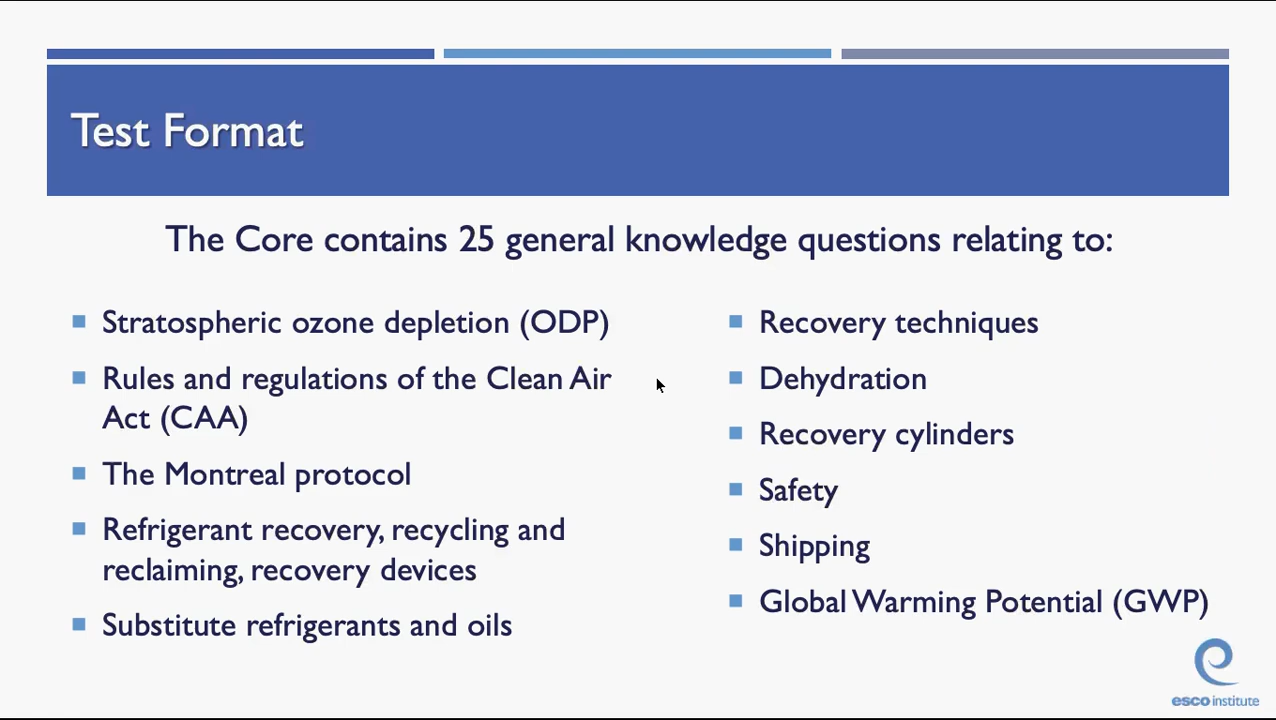 Test Format
The Core contains 25 general knowledge questions relating to:
Stratospheric ozone depletion (ODP)
Rules and regulations of the Clean Air
Act (CAA)
The Montreal protocol
Refrigerant recovery, recycling and
reclaiming, recovery devices
Substitute refrigerants and oils
Recovery techniques
Dehydration
Recovery cylinders
Safety
Shipping
Global Warming Potential (GWP)
esco institute